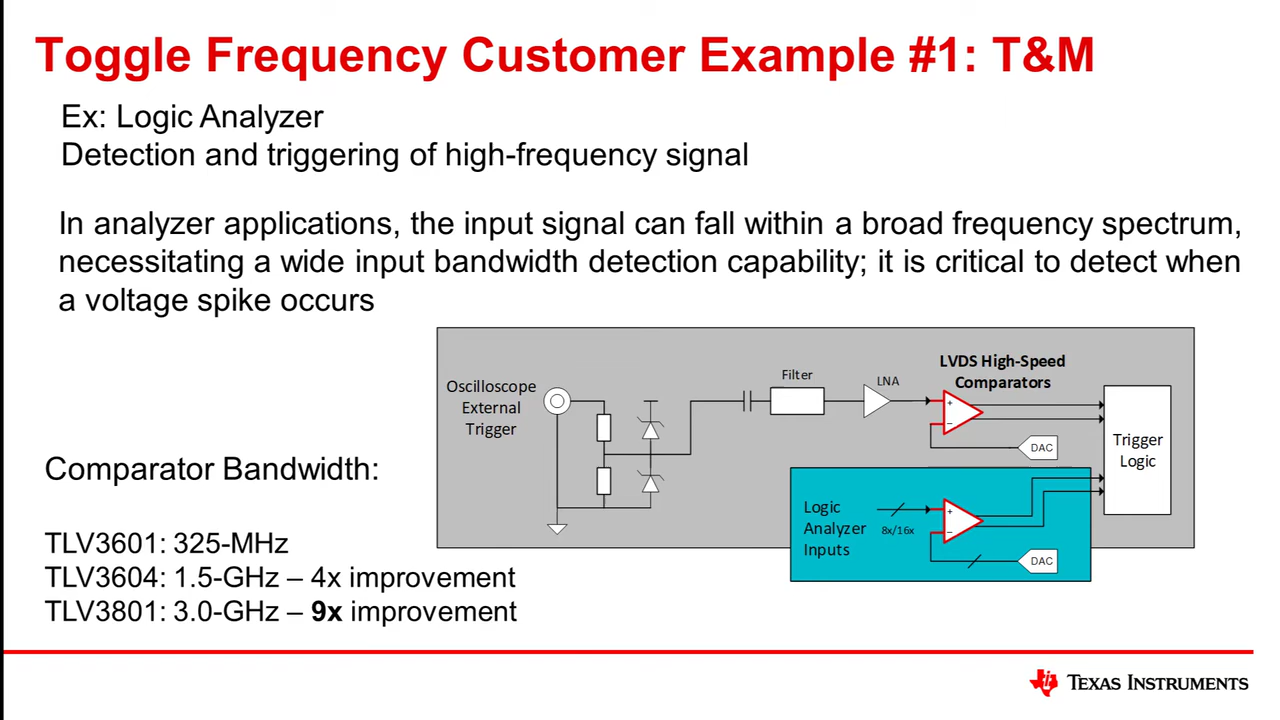 Toggle Frequency Customer Example #1: T&M
Ex: Logic Analyzer
Detection and triggering of high-frequency signal
In analyzer applications, the input signal can fall within a broad frequency spectrum,
necessitating a wide input bandwidth detection capability; it is critical to detect when
a voltage spike occurs
Oscilloscope
External
Trigger
Filter
LNA
LVDS High-Speed
Comparators
+
−
DAC
Trigger
Logic
Logic
Analyzer
Inputs
8x/16x
+
−
DAC
Comparator Bandwidth:
TLV3601: 325-MHz
TLV3604: 1.5-GHz – 4x improvement
TLV3801: 3.0-GHz – 9x improvement
TEXAS INSTRUMENTS